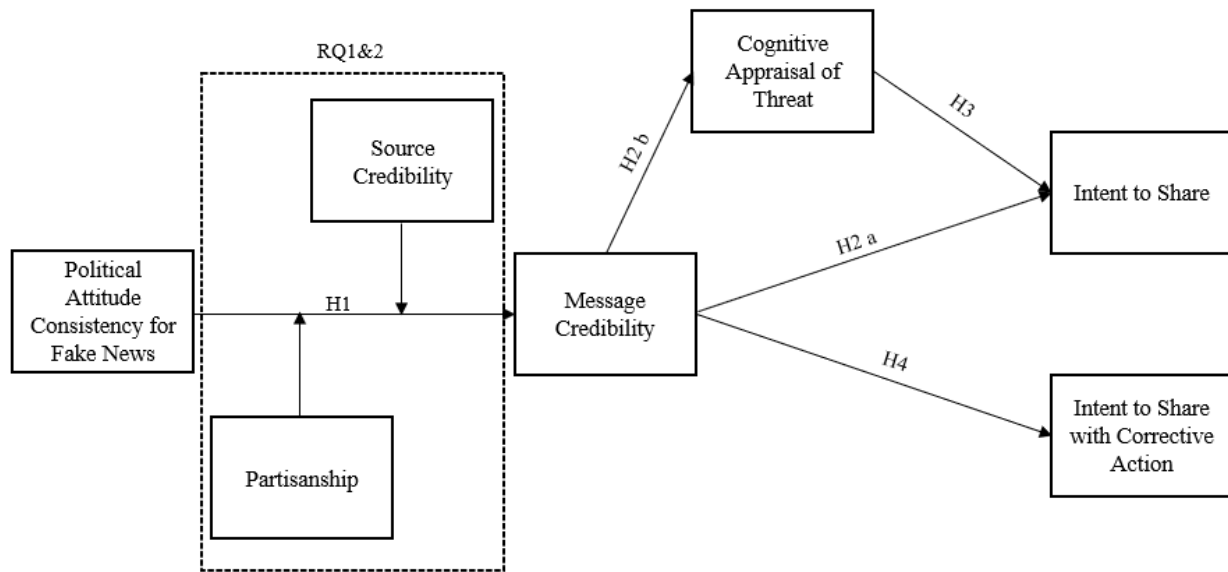 RQ1&2
Source
Credibility
Political
Attitude
Consistency for
Fake News
H1
Partisanship
Message
Credibility
H2 b
Cognitive
Appraisal of
Threat
H3
H2 a
H4
Intent to Share
Intent to Share
with Corrective
Action